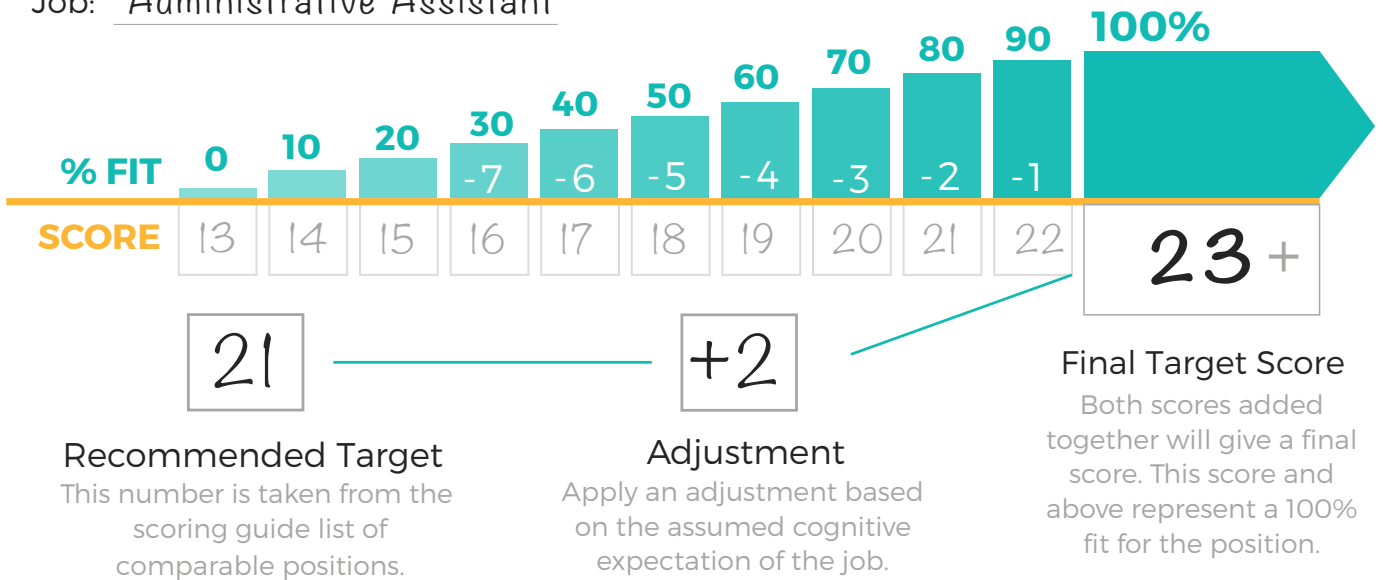 Job: Administrative Assistant
% FIT 0 10 20 30 40 50 60 70 80 90 100%
-7 -6 -5 -4 -3 -2 -1
SCORE 13 14 15 16 17 18 19 20 21 22 23 +
21
+2
Recommended Target
This number is taken from the
scoring guide list of
comparable positions.
Adjustment
Apply an adjustment based
on the assumed cognitive
expectation of the job.
Final Target Score
Both scores added
together will give a final
score. This score and
above represent a 100%
fit for the position.